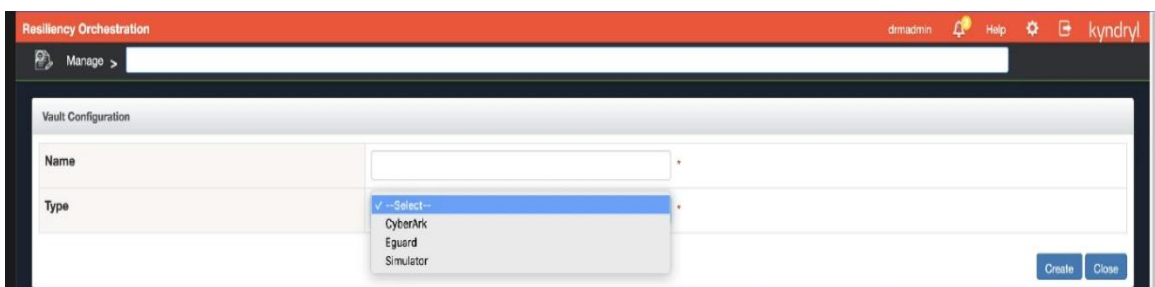 Resiliency Orchestration drmadmin Help kyndryl
Manage >
Vault Configuration
Name *
Type ✓ --Select-- *
CyberArk
Eguard
Simulator
Create Close